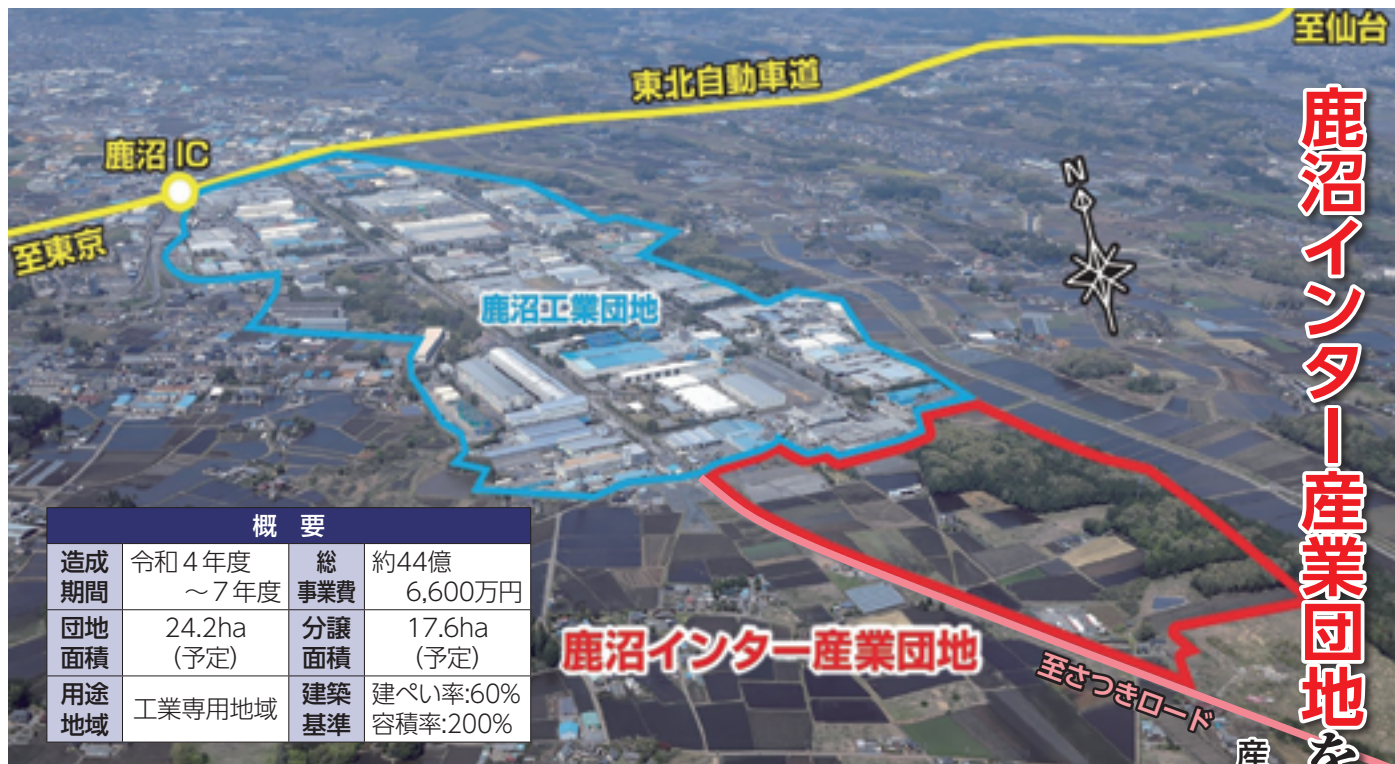 至仙台
東北自動車道
鹿沼IC
至東京
N
鹿沼工業団地
鹿沼インター産業団地を
産
鹿沼インター産業団地
至さつきロード
概 要
造成期間
令和4年度
～7年度
総事業費
約44億
6,600万円
団地面積
24.2ha
(予定)
分譲面積
17.6ha
(予定)
用途地域
工業専用地域
建築基準
建ぺい率:60%
容積率:200%